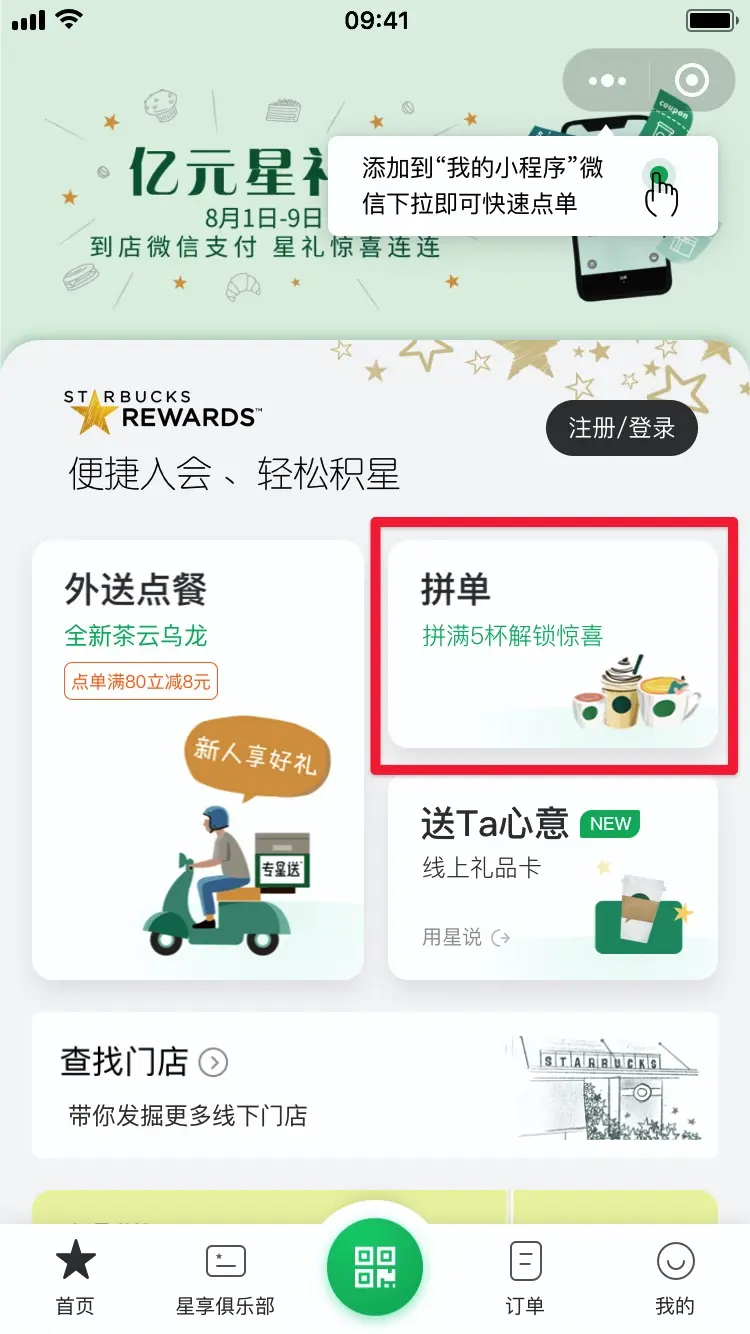 09:41
coupon
亿元星礼
8月1日-9日
到店微信支付 星礼惊喜连连
添加到“我的小程序”微
信下拉即可快速点单
STARBUCKS
REWARDS™
注册/登录
便捷入会、轻松积星
外送点餐
全新茶云乌龙
点单满80立减8元
新人享好礼
专星送
拼单
拼满5杯解锁惊喜
送Ta心意 NEW
线上礼品卡
用星说
查找门店
带你发掘更多线下门店
STARBUCKS
首页
星享俱乐部
订单
我的